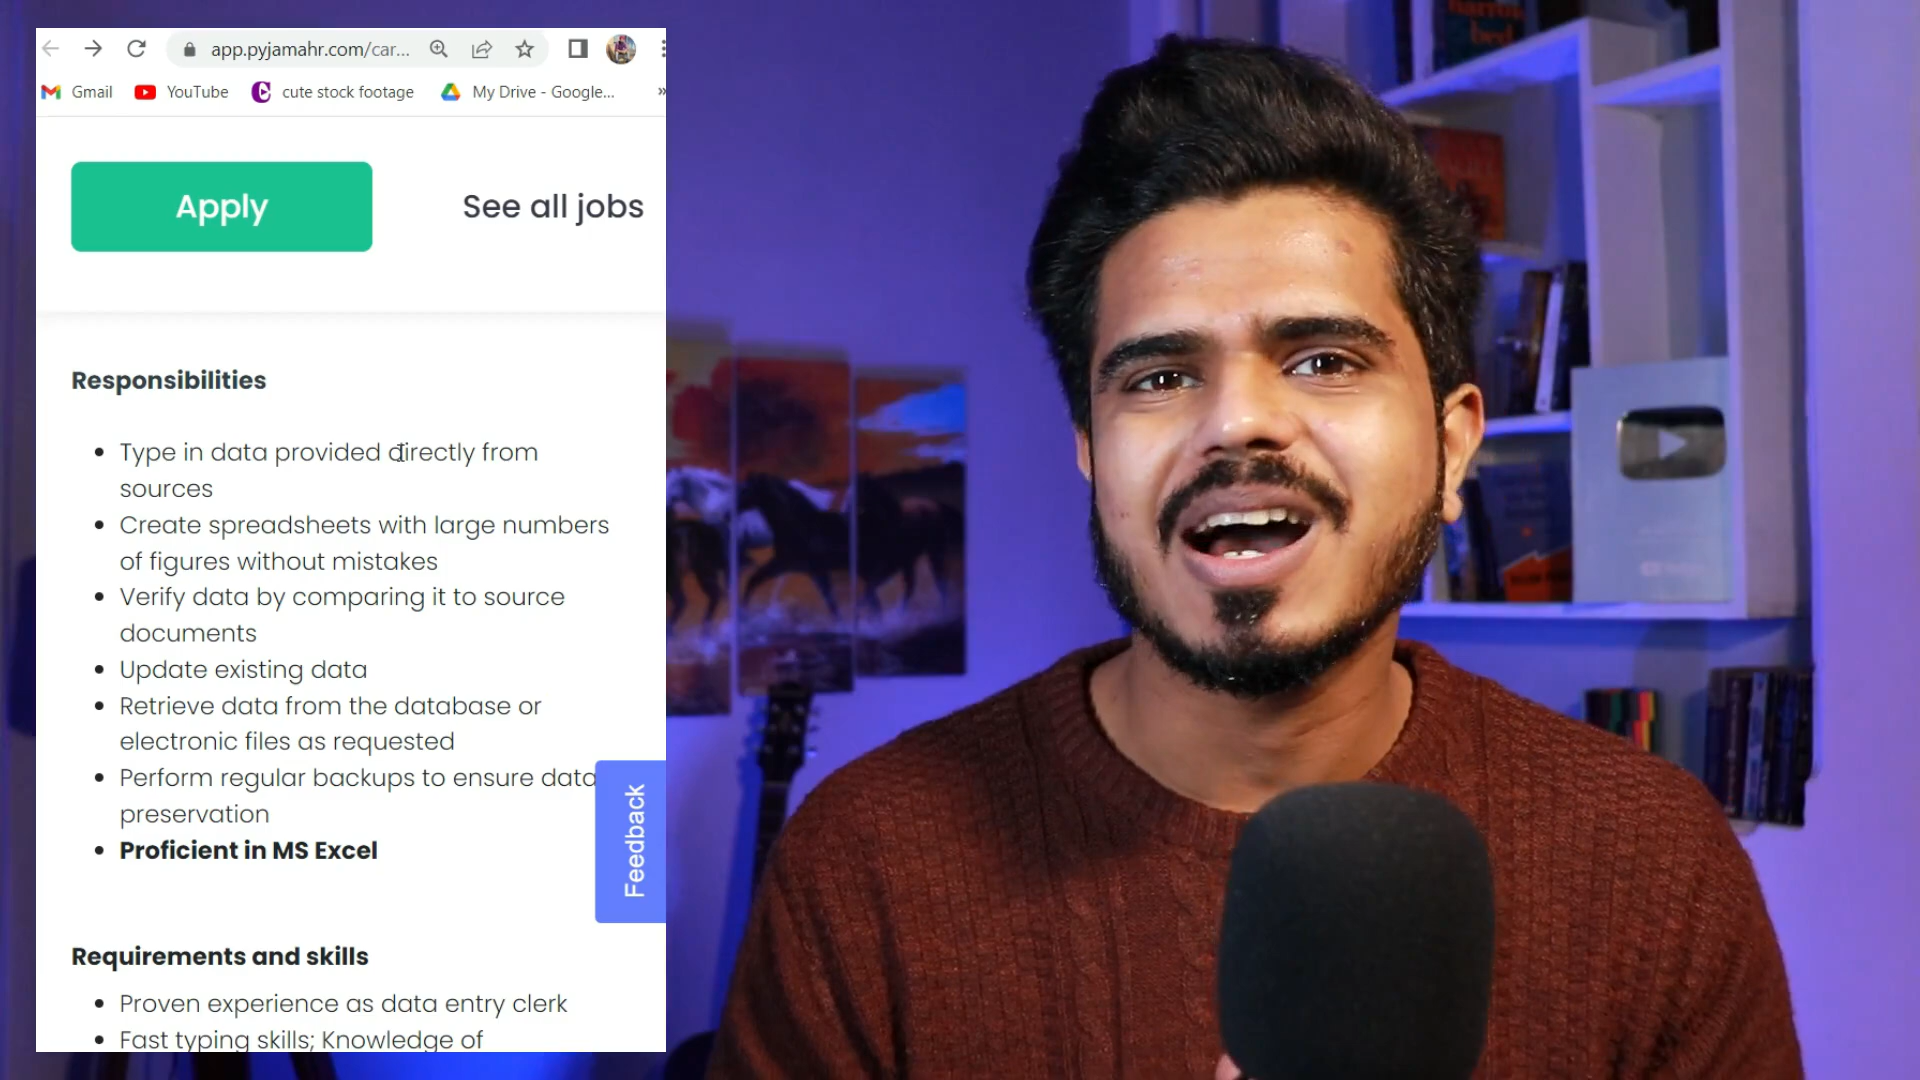 app.pyjamahr.com/car...
Gmail YouTube cute stock footage My Drive - Google... »
Apply See all jobs
Responsibilities
• Type in data provided directly from
sources
• Create spreadsheets with large numbers
of figures without mistakes
• Verify data by comparing it to source
documents
• Update existing data
• Retrieve data from the database or
electronic files as requested
• Perform regular backups to ensure data
preservation
• Proficient in MS Excel
Feedback
Requirements and skills
• Proven experience as data entry clerk
• Fast typing skills; Knowledge of